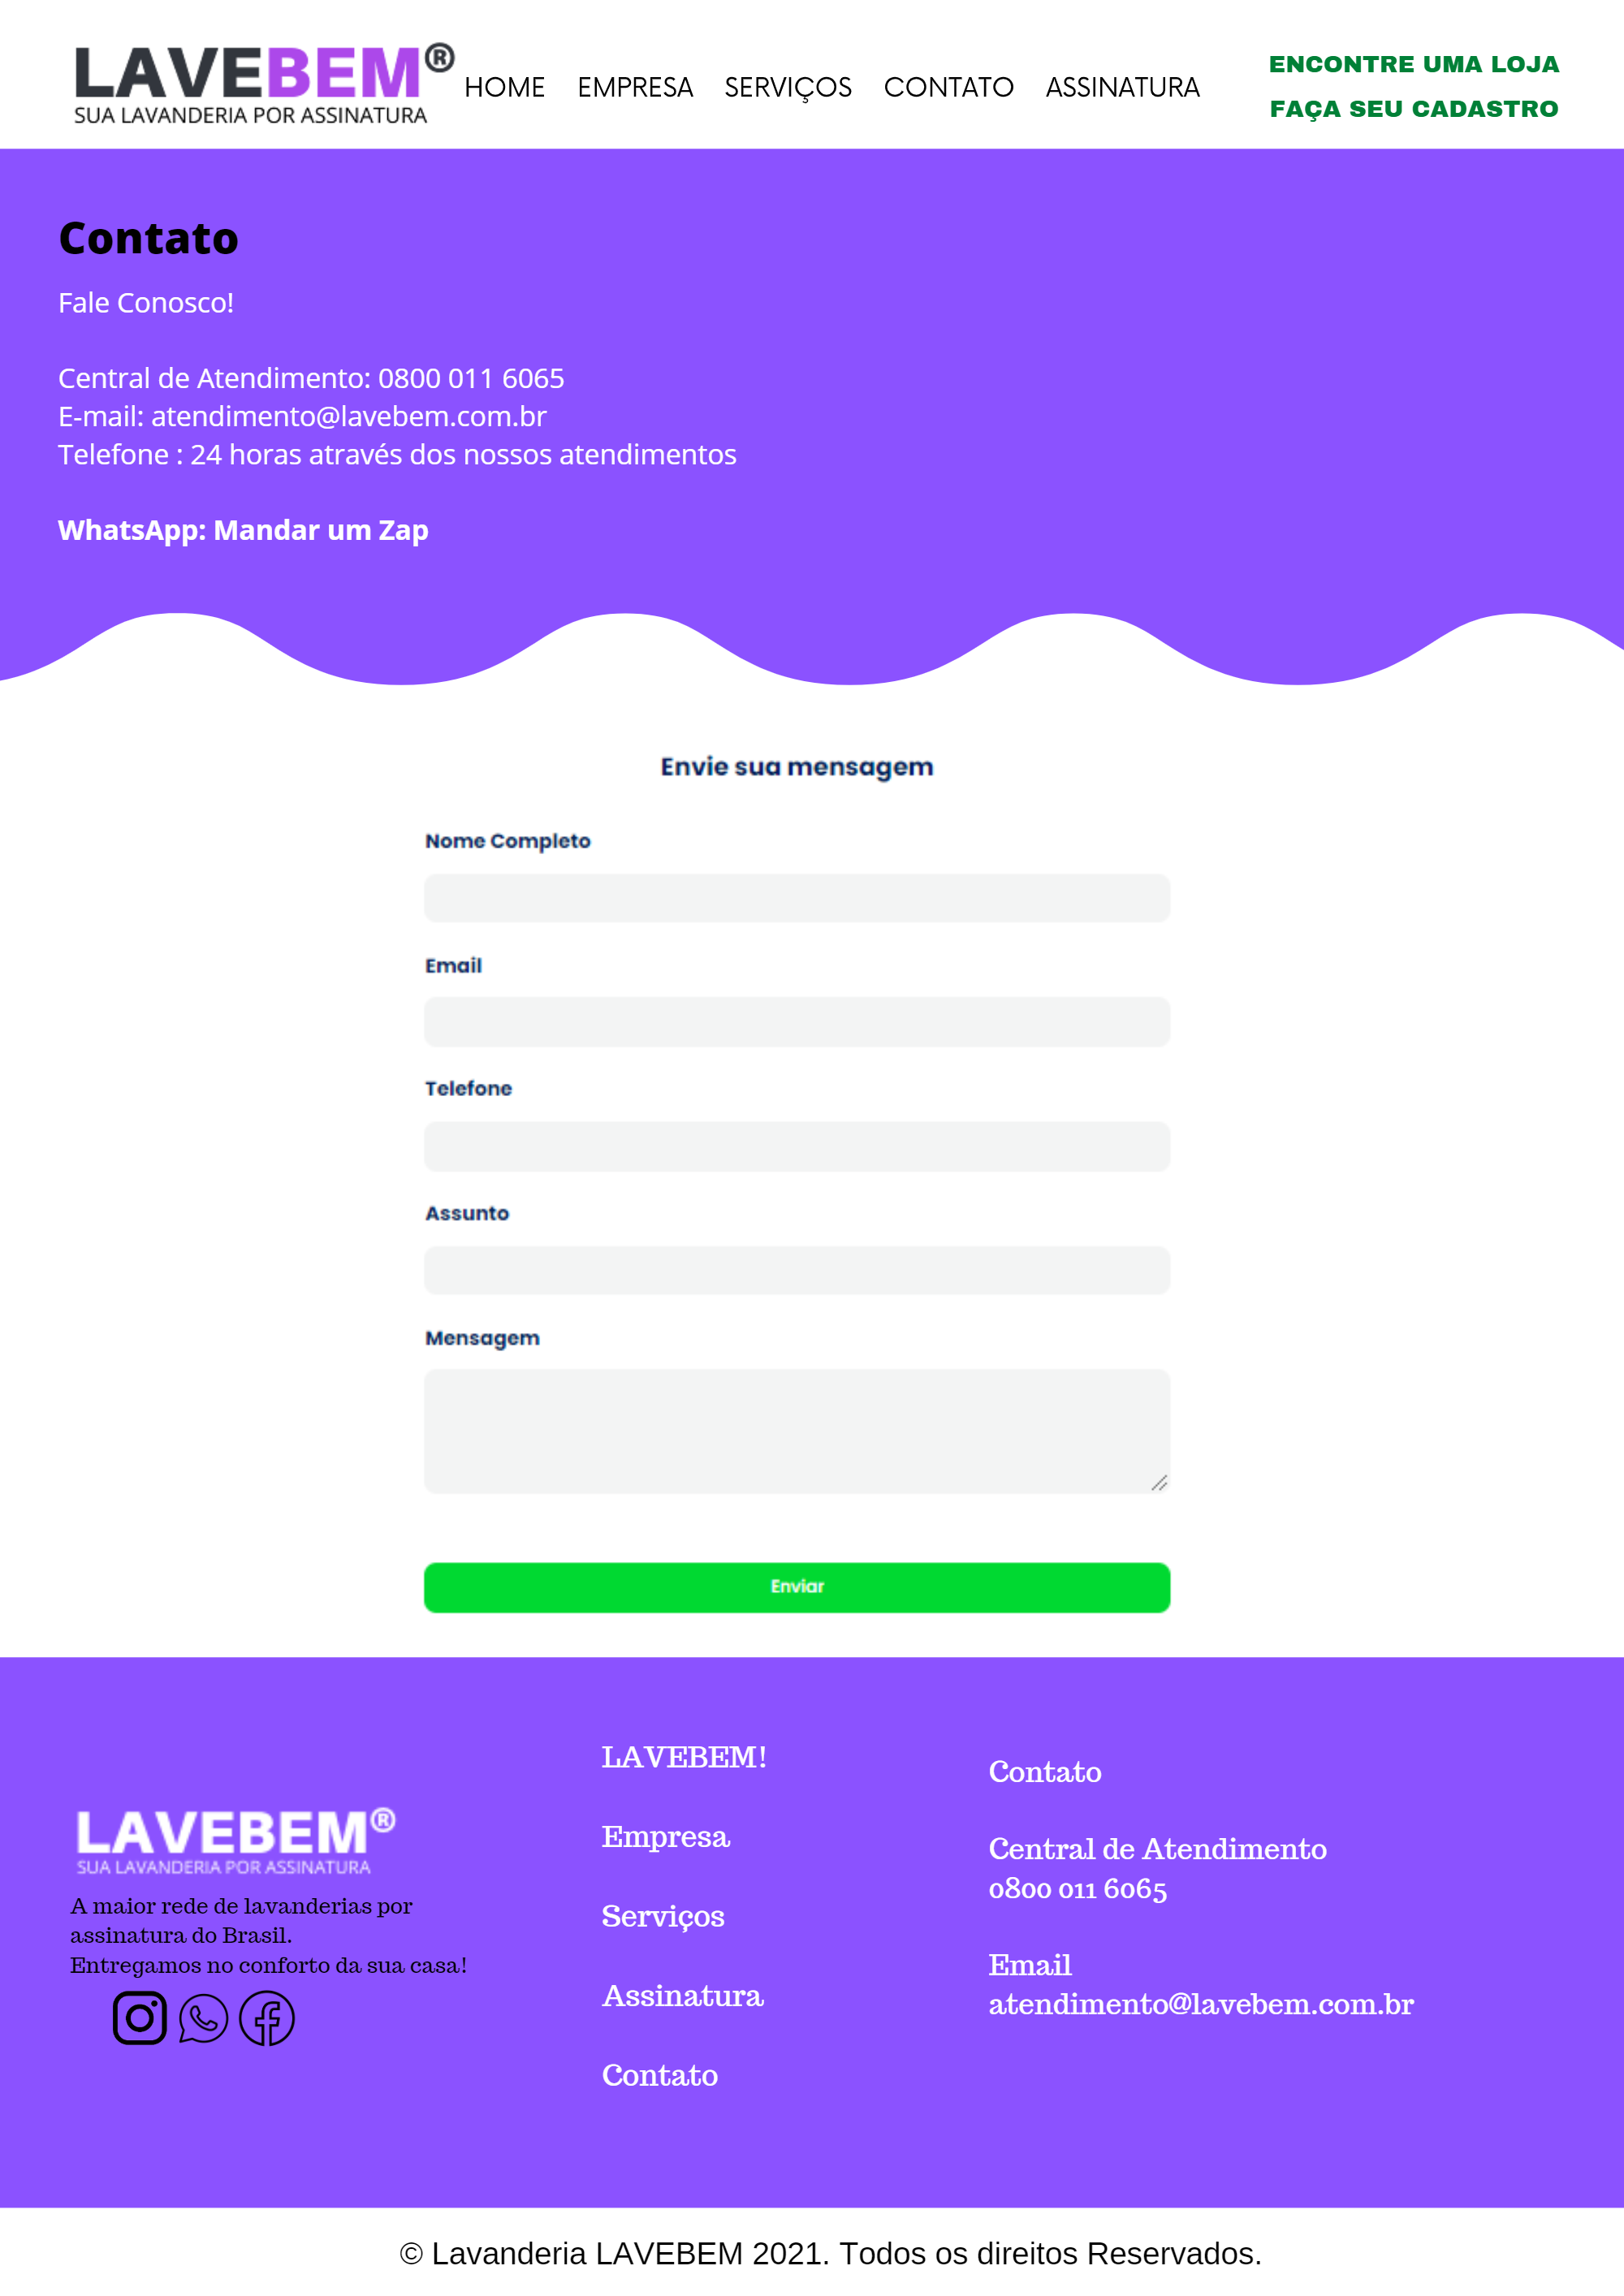 LAVEBEM®
SUA LAVANDERIA POR ASSINATURA
HOME EMPRESA SERVIÇOS CONTATO ASSINATURA
ENCONTRE UMA LOJA
FAÇA SEU CADASTRO
Contato
Fale Conosco!
Central de Atendimento: 0800 011 6065
E-mail: atendimento@lavebem.com.br
Telefone : 24 horas através dos nossos atendimentos
WhatsApp: Mandar um Zap
Envie sua mensagem
Nome Completo
Email
Telefone
Assunto
Mensagem
Enviar
LAVEBEM®
SUA LAVANDERIA POR ASSINATURA
A maior rede de lavanderias por
assinatura do Brasil.
Entregamos no conforto da sua casa!
LAVEBEM!
Empresa
Serviços
Assinatura
Contato
Contato
Central de Atendimento
0800 011 6065
Email
atendimento@lavebem.com.br
© Lavanderia LAVEBEM 2021. Todos os direitos Reservados.